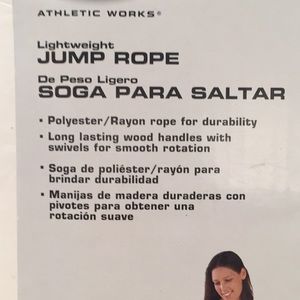 ATHLETIC WORKS®
Lightweight
JUMP ROPE
De Peso Ligero
SOGA PARA SALTAR
• Polyester/Rayon rope for durability
• Long lasting wood handles with
swivels for smooth rotation
• Soga de poliéster/rayón para
brindar durabilidad
• Manijas de madera duraderas con
pivotes para obtener una
rotación suave